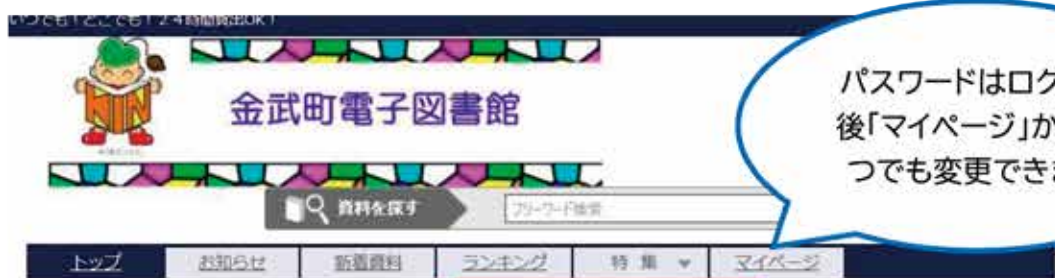 いつでも！どこでも！24時間貸出OK！
KIN
金武町電子図書館
パスワードはログ
後「マイページ」か
つでも変更でき
資料を探す
フリーワード検索
トップ
お知らせ
新着資料
ランキング
特 集
マイページ